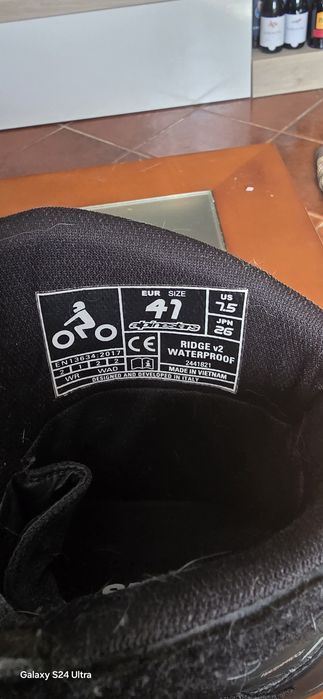 EUR SIZE
41
alpinestars
US
7.5
JPN
26
EN13634:2017
2 1 2 2
WR WAD
CE
RIDGE v2
WATERPROOF
2441821
MADE IN VIETNAM
DESIGNED AND DEVELOPED IN ITALY
Galaxy S24 Ultra